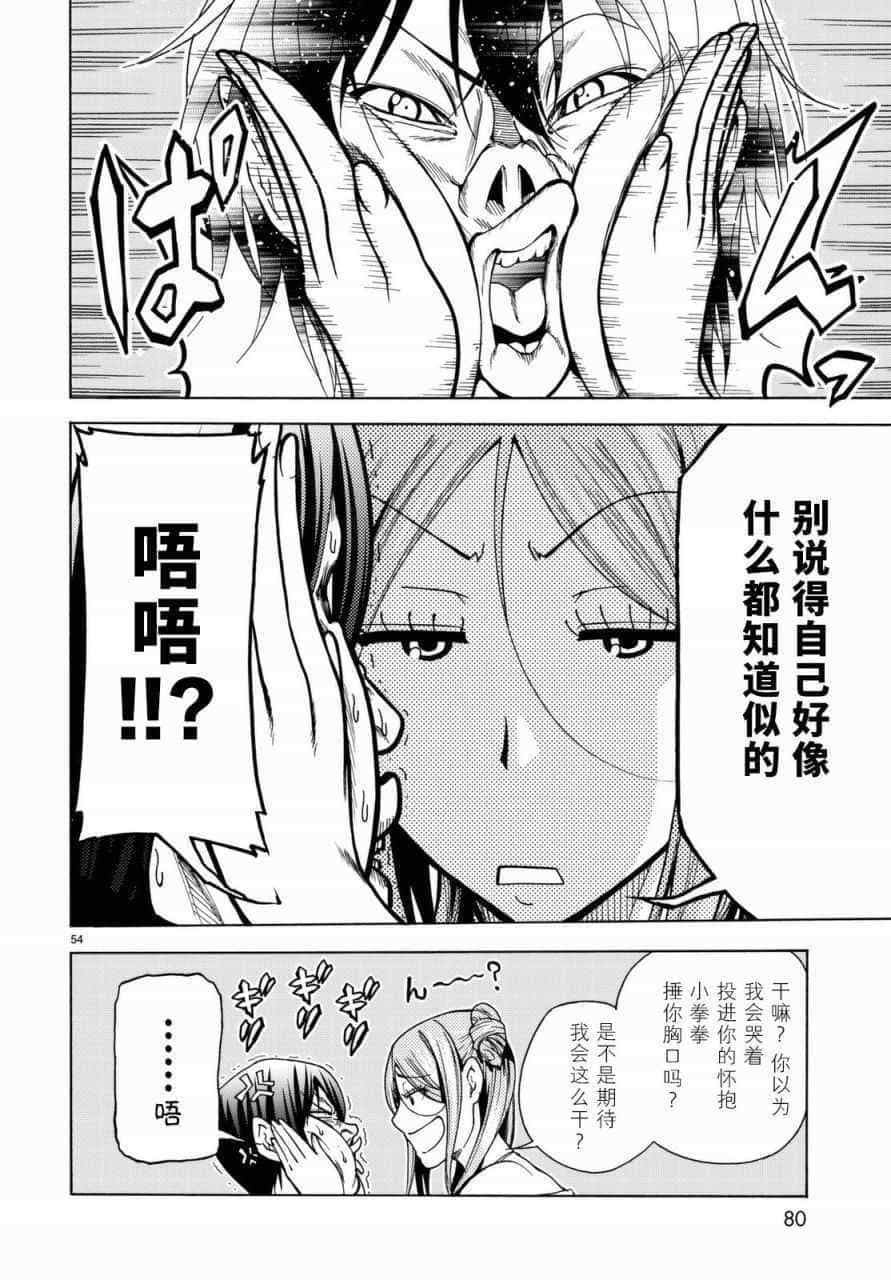 ぱんっ
别说得自己好像
什么都知道似的
唔
唔
!!?
54
ん〜〜?
干嘛?你以为
我会哭着
投进你的怀抱
小拳拳
捶你胸口吗?
是不是期待
我会这么干?
ギギギ
……唔
80